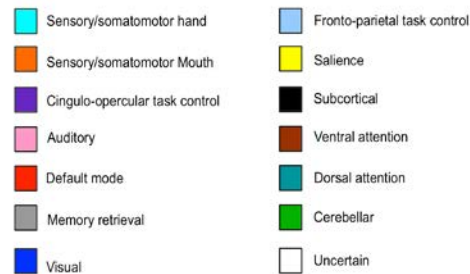 Sensory/somatomotor hand
Sensory/somatomotor Mouth
Cingulo-opercular task control
Auditory
Default mode
Memory retrieval
Visual
Fronto-parietal task control
Salience
Subcortical
Ventral attention
Dorsal attention
Cerebellar
Uncertain